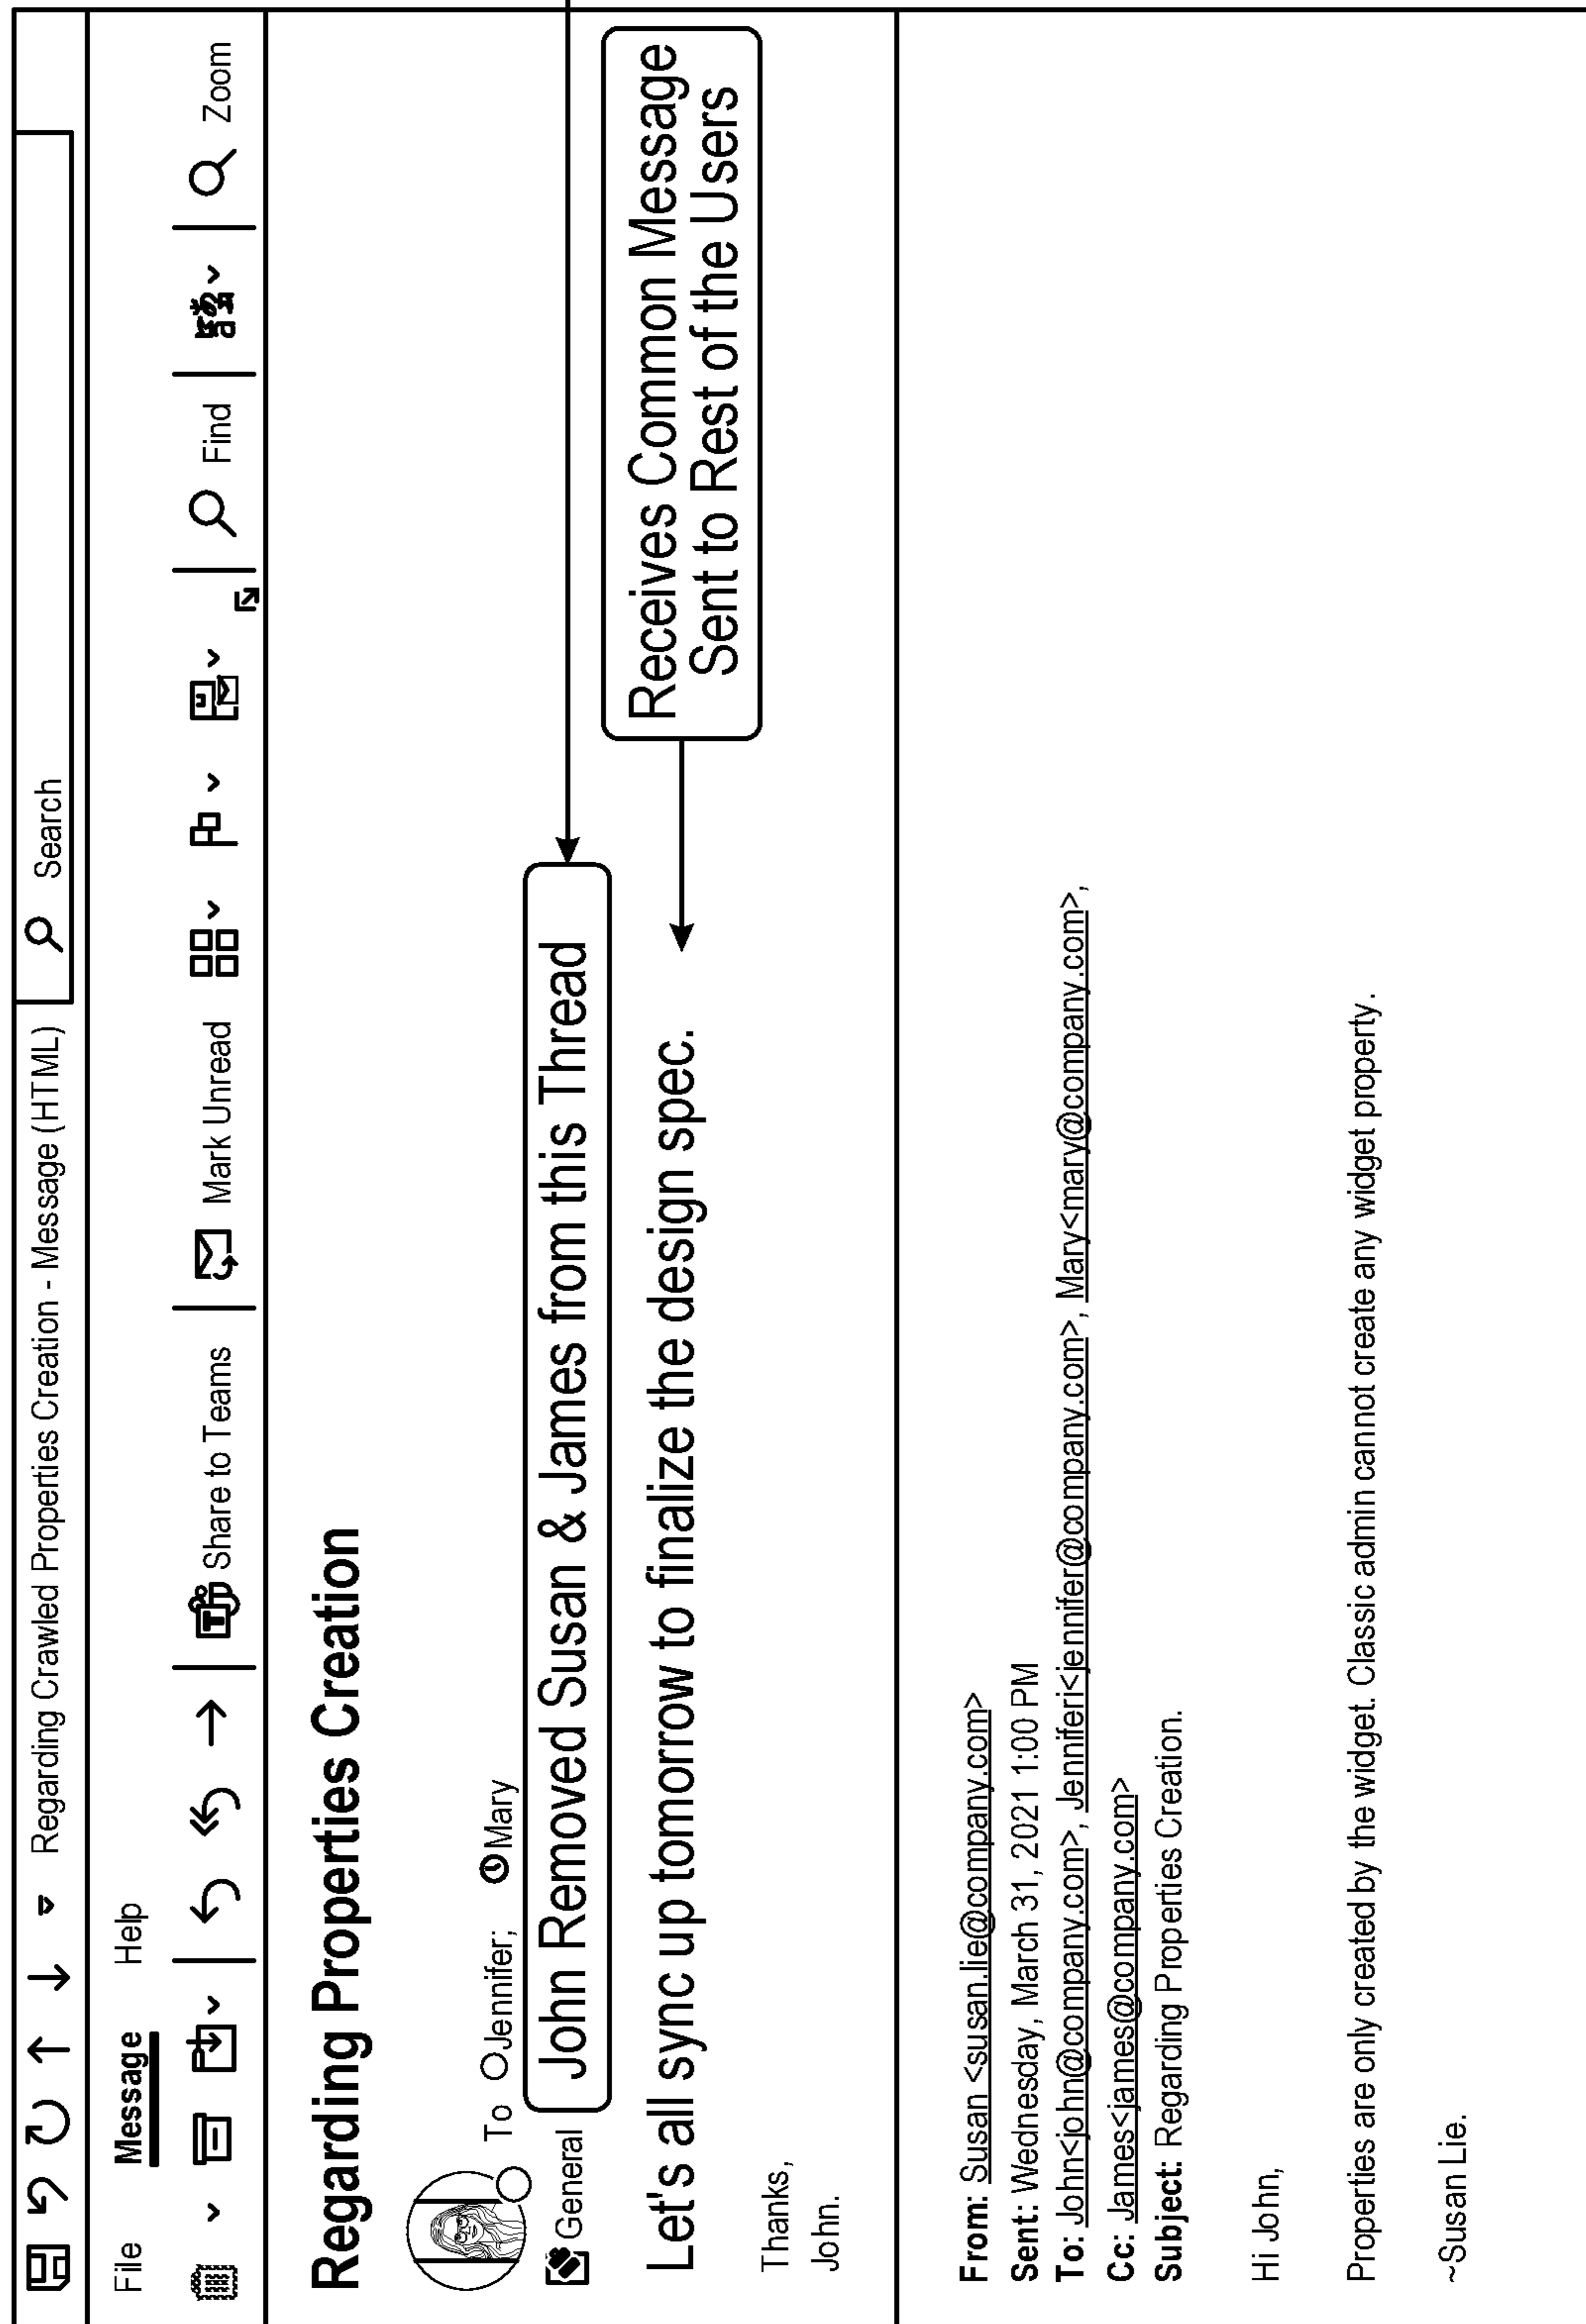 Regarding Crawled Properties Creation - Message (HTML)
Search
File Message Help
Share to Teams
Mark Unread
Find
Zoom
Regarding Properties Creation
To Jennifer; Mary
General
John Removed Susan & James from this Thread
Let's all sync up tomorrow to finalize the design spec.
Receives Common Message
Sent to Rest of the Users
Thanks,
John.
From: Susan <susan.lie@company.com>
Sent: Wednesday, March 31, 2021 1:00 PM
To: John<john@company.com>, Jenniferi<jennifer@company.com>, Mary<mary@company.com>,
Cc: James<james@company.com>
Subject: Regarding Properties Creation.
Hi John,
Properties are only created by the widget. Classic admin cannot create any widget property.
~Susan Lie.